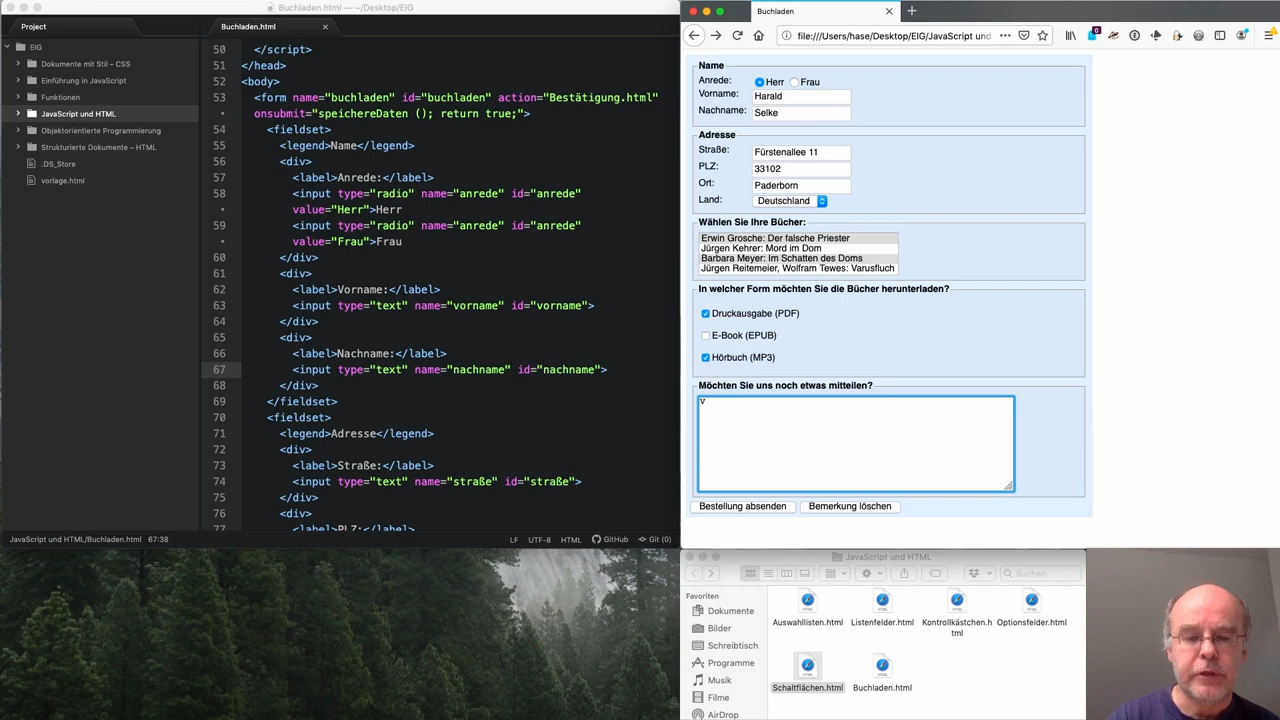 Buchladen.html — ~/Desktop/EIG
Project
Buchladen.html
EIG
Dokumente mit Stil – CSS
Einführung in JavaScript
Funktionen
JavaScript und HTML
Objektorientierte Programmierung
Strukturierte Dokumente – HTML
.DS_Store
vorlage.html
50 </script>
51 </head>
52 <body>
53 <form name="buchladen" id="buchladen" action="Bestätigung.html"
• onsubmit="speichereDaten (); return true;">
54 <fieldset>
55 <legend>Name</legend>
56 <div>
57 <label>Anrede:</label>
58 <input type="radio" name="anrede" id="anrede"
• value="Herr">Herr
59 <input type="radio" name="anrede" id="anrede"
• value="Frau">Frau
60 </div>
61 <div>
62 <label>Vorname:</label>
63 <input type="text" name="vorname" id="vorname">
64 </div>
65 <div>
66 <label>Nachname:</label>
67 <input type="text" name="nachname" id="nachname">
68 </div>
69 </fieldset>
70 <fieldset>
71 <legend>Adresse</legend>
72 <div>
73 <label>Straße:</label>
74 <input type="text" name="straße" id="straße">
75 </div>
76 <div>
77 <label>PLZ:</label>
JavaScript und HTML/Buchladen.html 67:38
LF UTF-8 HTML GitHub Git (0)
Buchladen
file:///Users/hase/Desktop/EIG/JavaScript und
0
Name
Anrede: Herr Frau
Vorname: Harald
Nachname: Selke
Adresse
Straße: Fürstenallee 11
PLZ: 33102
Ort: Paderborn
Land: Deutschland
Wählen Sie Ihre Bücher:
Erwin Grosche: Der falsche Priester
Jürgen Kehrer: Mord im Dom
Barbara Meyer: Im Schatten des Doms
Jürgen Reitemeier, Wolfram Tewes: Varusfluch
In welcher Form möchten Sie die Bücher herunterladen?
Druckausgabe (PDF)
E-Book (EPUB)
Hörbuch (MP3)
Möchten Sie uns noch etwas mitteilen?
v
Bestellung absenden Bemerkung löschen
JavaScript und HTML
Suchen
Favoriten
Dokumente
Bilder
Schreibtisch
Programme
Musik
Filme
AirDrop
HTML HTML HTML HTML
Auswahllisten.html Listenfelder.html Kontrollkästchen.h Optionsfelder.html
tml
HTML HTML
Schaltflächen.html Buchladen.html